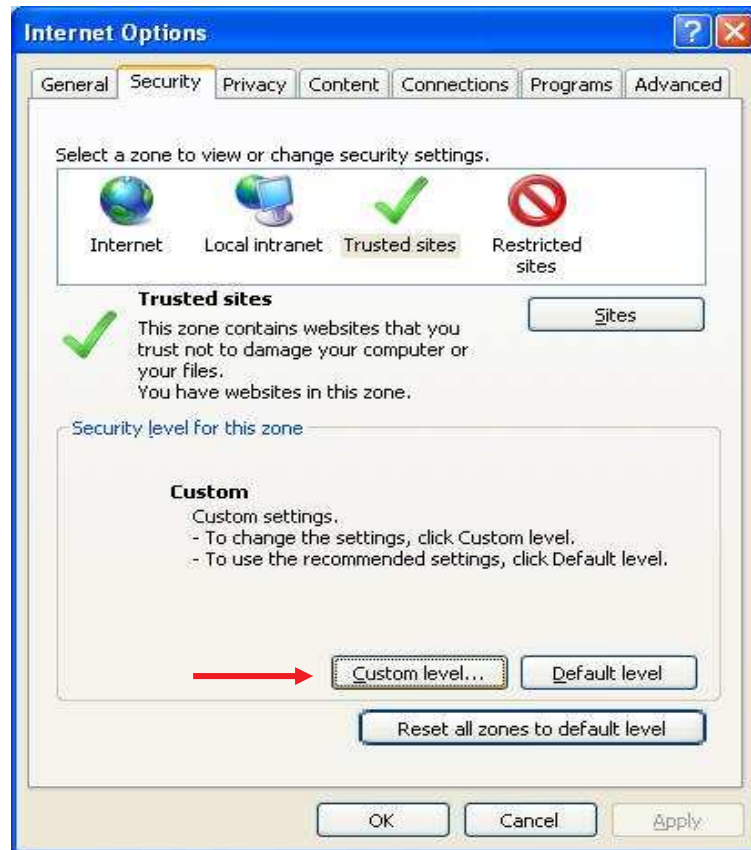 Internet Options
General Security Privacy Content Connections Programs Advanced
Select a zone to view or change security settings.
Internet Local intranet Trusted sites Restricted sites
Trusted sites
Sites
This zone contains websites that you
trust not to damage your computer or
your files.
You have websites in this zone.
Security level for this zone
Custom
Custom settings.
- To change the settings, click Custom level.
- To use the recommended settings, click Default level.
Custom level... Default level
Reset all zones to default level
OK Cancel Apply